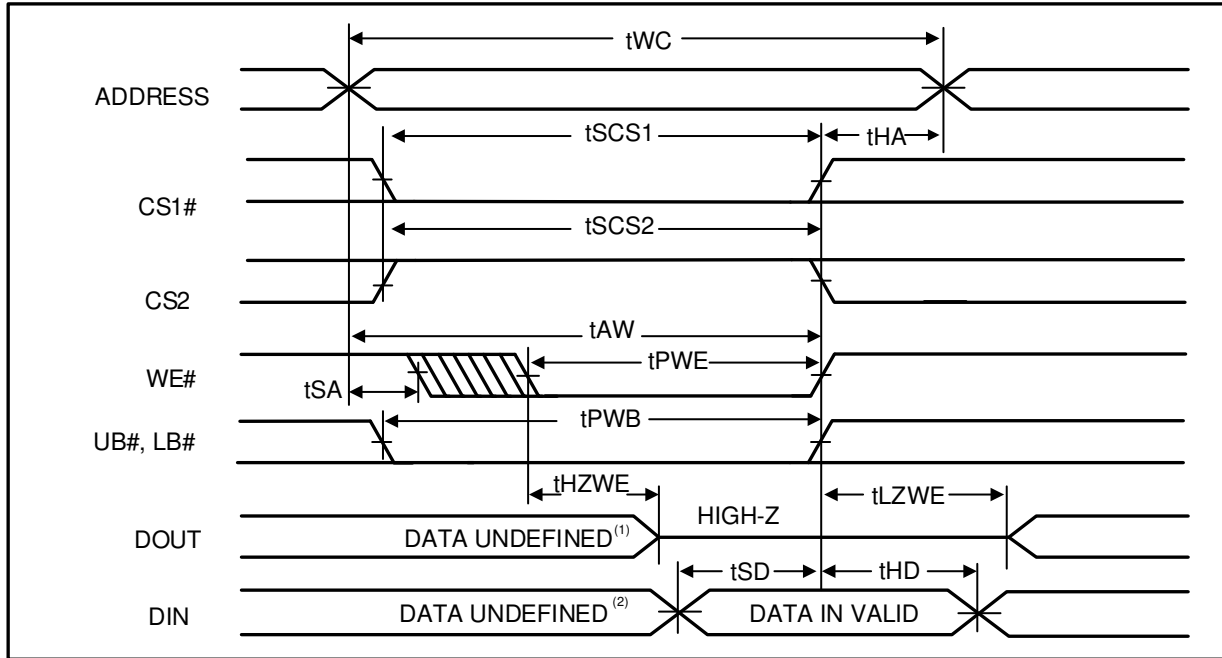 tWC
ADDRESS
tSCS1
tHA
CS1#
tSCS2
CS2
tAW
WE#
tPWE
tSA
tPWB
UB#, LB#
tHZWE
tLZWE
HIGH-Z
DOUT
DATA UNDEFINED(1)
tSD
tHD
DIN
DATA UNDEFINED (2)
DATA IN VALID